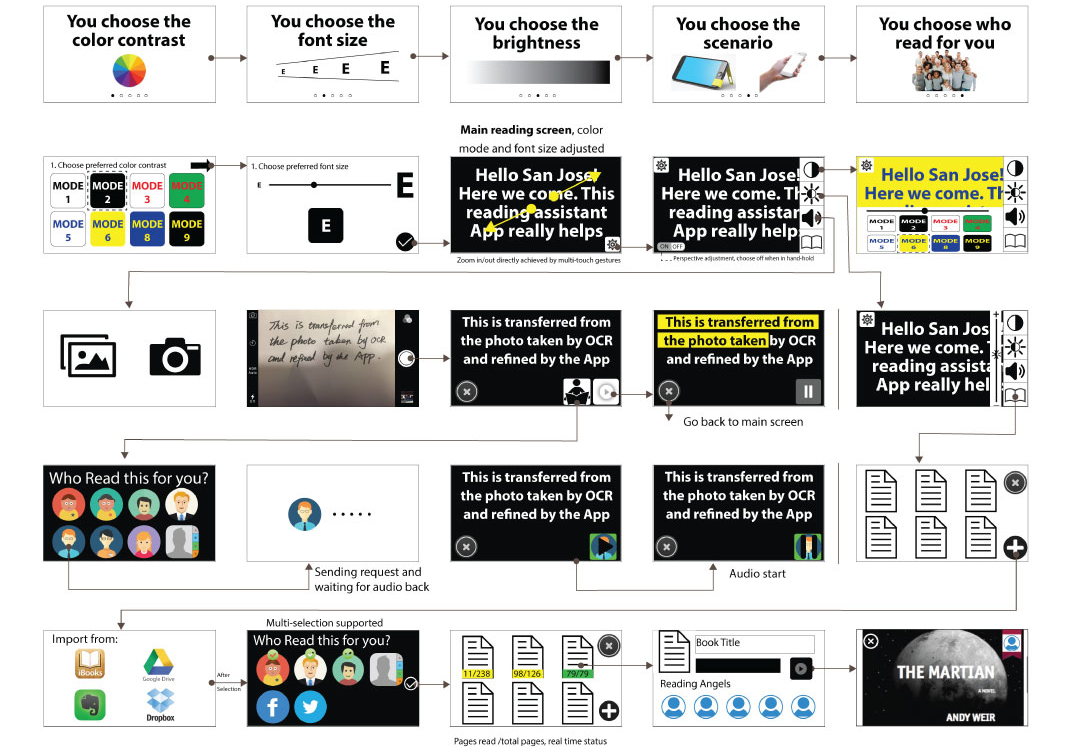 You choose the
color contrast
You choose the
font size
E E E E
You choose the
brightness
You choose the
scenario
You choose who
read for you
1. Choose preferred color contrast
MODE
1
MODE
2
MODE
3
MODE
4
MODE
5
MODE
6
MODE
8
MODE
9
1. Choose preferred font size
E
E
E
Main reading screen, color
mode and font size adjusted
Hello San Jose!
Here we come. This
reading assistant
App really helps
Zoom in/out directly achieved by multi-touch gestures
Hello San Jose!
Here we come. Th
reading assistan
App really helps
ON OFF
Perspective adjustment, choose off when in hand-hold
Hello San Jose!
Here we come. Th
MODE
1
MODE
2
MODE
3
MODE
4
MODE
5
MODE
6
MODE
8
MODE
9
This is transferred from
the photo taken by OCR
and refined by the App.
This is transferred from
the photo taken by OCR
and refined by the App
This is transferred from
the photo taken by OCR
and refined by the App
Go back to main screen
Hello San Jos
Here we come. T
reading assista
App really hel
Who Read this for you?
Sending request and
waiting for audio back
This is transferred from
the photo taken by OCR
and refined by the App
This is transferred from
the photo taken by OCR
and refined by the App
Audio start
Import from:
iBooks
Google Drive
Dropbox
After
Selection
Multi-selection supported
Who Read this for you?
11/238
98/126
79/79
Pages read /total pages, real time status
Book Title
Reading Angels
THE MARTIAN
A NOVEL
ANDY WEIR